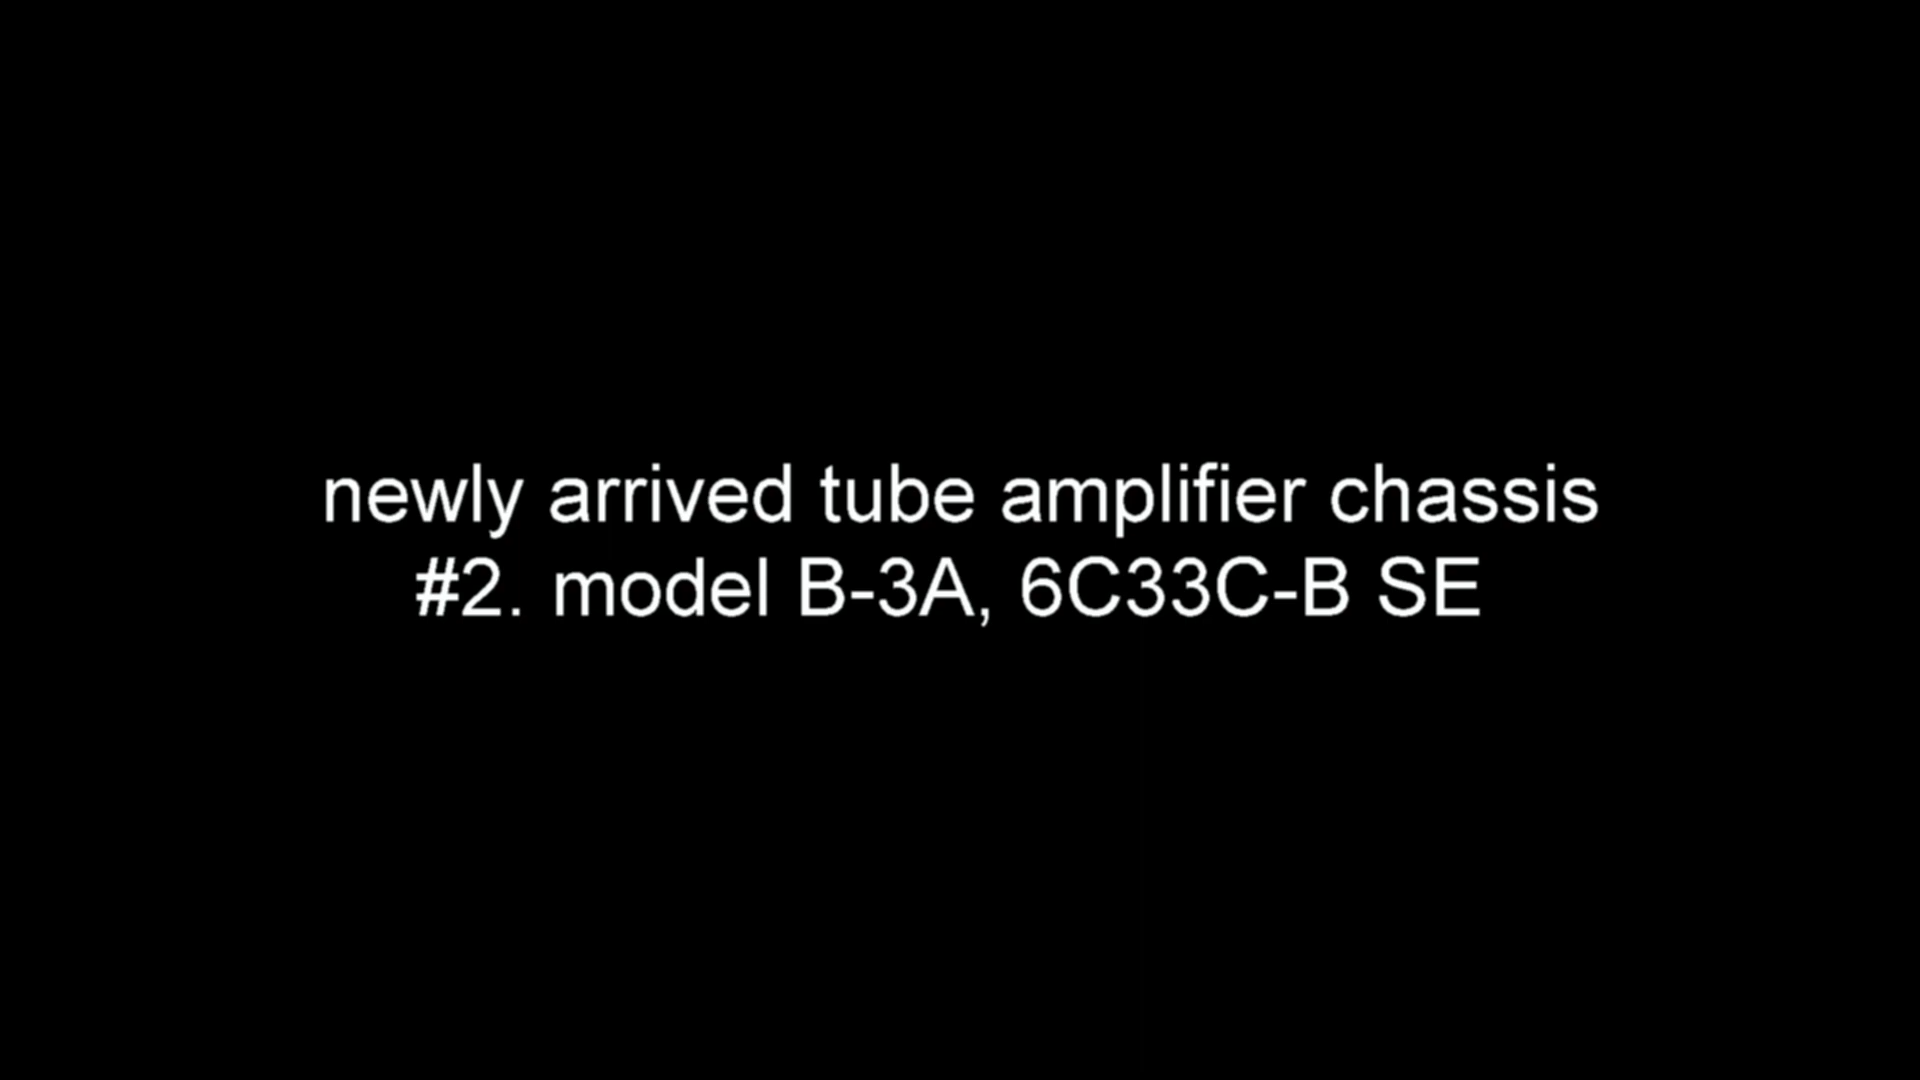 newly arrived tube amplifier chassis
#2. model B-3A, 6C33C-B SE